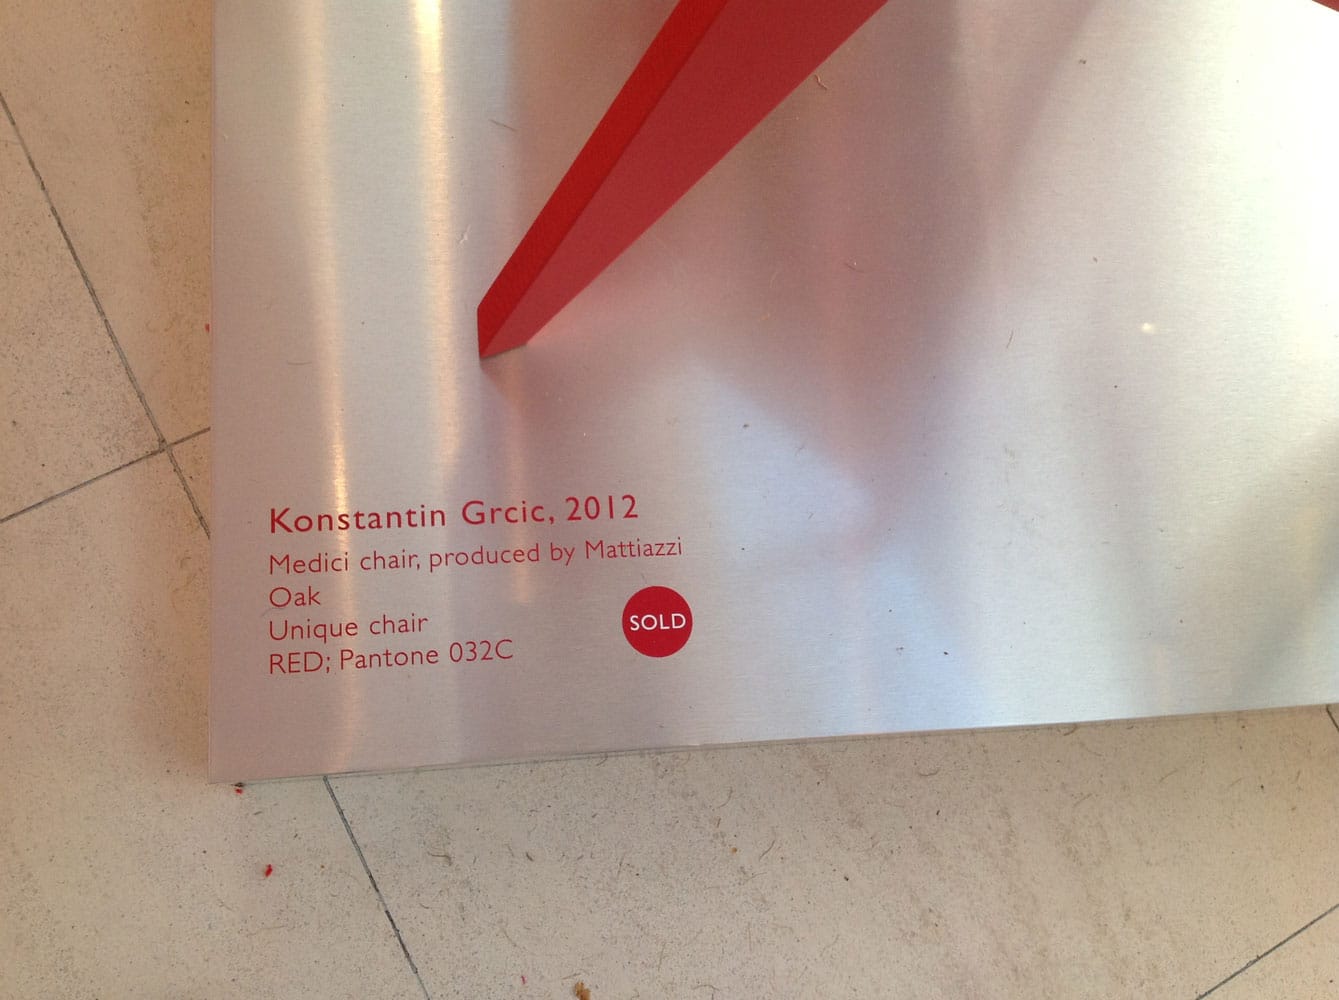 Konstantin Grcic, 2012
Medici chair, produced by Mattiazzi
Oak
Unique chair
RED; Pantone 032C
SOLD